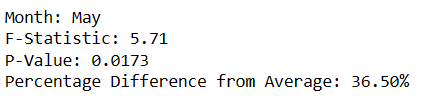 Month: May
F-Statistic: 5.71
P-Value: 0.0173
Percentage Difference from Average: 36.50%